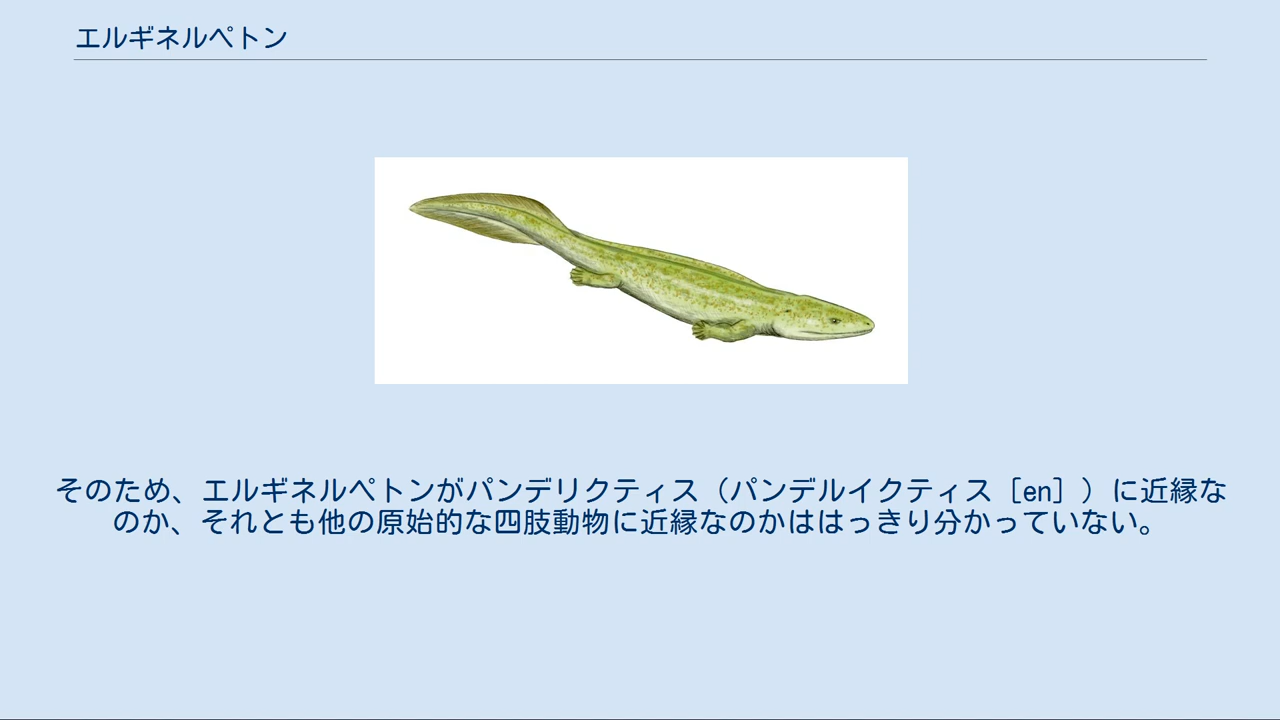 エルギネルペトン
そのため、エルギネルペトンがパンデリクティス（パンデルイクティス［en］）に近縁な
のか、それとも他の原始的な四肢動物に近縁なのかははっきり分かっていない。